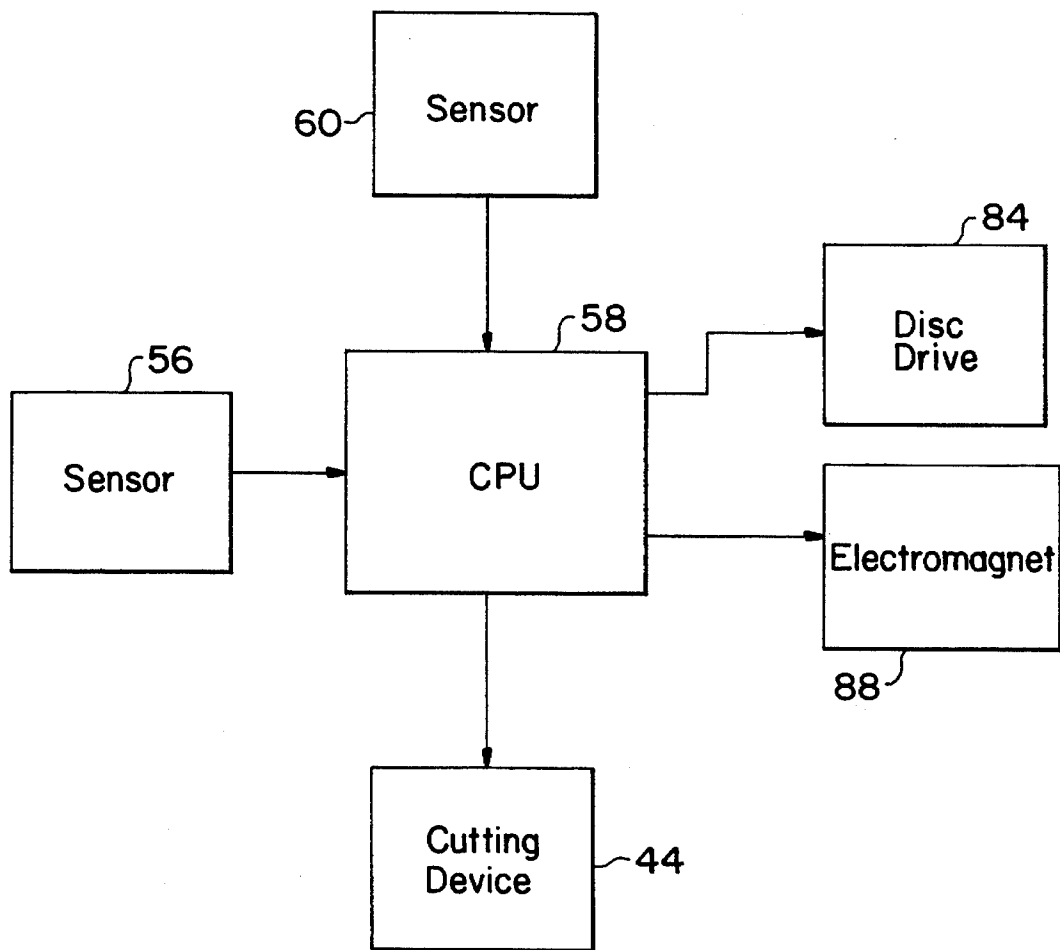 Sensor
60
84
Disc
Drive
58
56
Sensor
CPU
Electromagnet
88
Cutting
Device
44